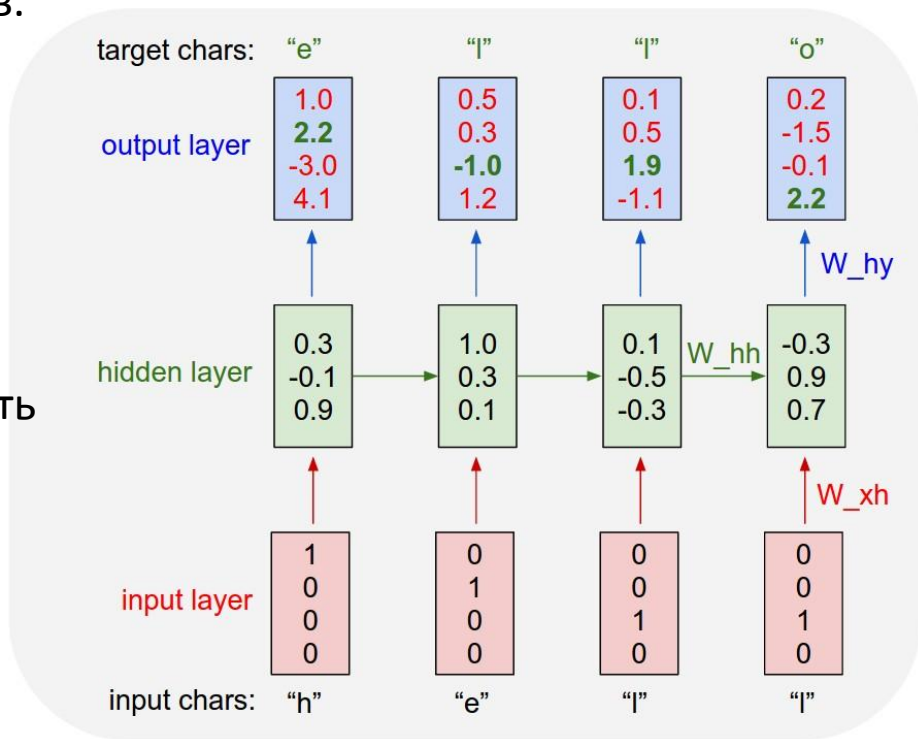 в.
target chars: “e” “l” “l” “o”
output layer
1.0 0.5 0.1 0.2
2.2 0.3 0.5 -1.5
-3.0 -1.0 1.9 -0.1
4.1 1.2 -1.1 2.2
W_hy
hidden layer
0.3 1.0 0.1 -0.3
-0.1 0.3 -0.5 0.9
0.9 0.1 -0.3 0.7
W_hh
ть
W_xh
input layer
1 0 0 0
0 1 0 0
0 0 1 1
0 0 0 0
input chars: “h” “e” “l” “l”